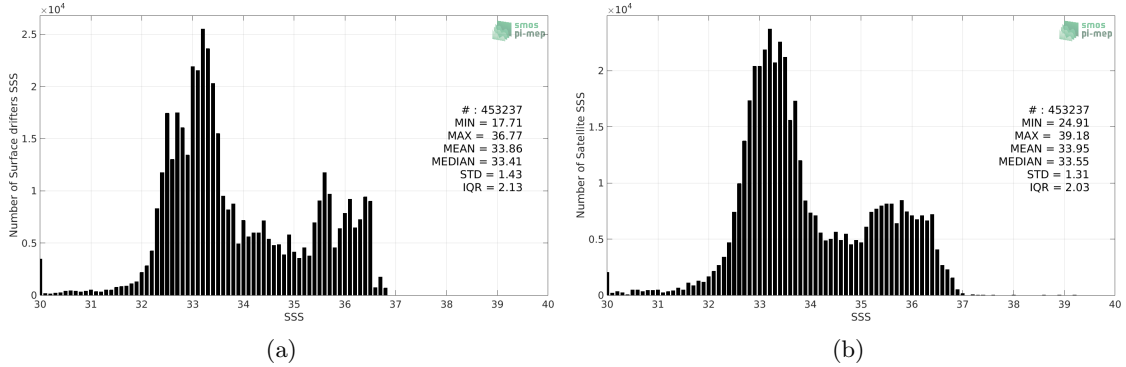 ×10⁴
2.5
2
1.5
1
0.5
0
Number of Surface drifters SSS
30 31 32 33 34 35 36 37 38 39 40
SSS
smos
pi-mep
# : 453237
MIN = 17.71
MAX = 36.77
MEAN = 33.86
MEDIAN = 33.41
STD = 1.43
IQR = 2.13
(a)
×10⁴
2
1.5
1
0.5
0
Number of Satellite SSS
30 31 32 33 34 35 36 37 38 39 40
SSS
smos
pi-mep
# : 453237
MIN = 24.91
MAX = 39.18
MEAN = 33.95
MEDIAN = 33.55
STD = 1.31
IQR = 2.03
(b)